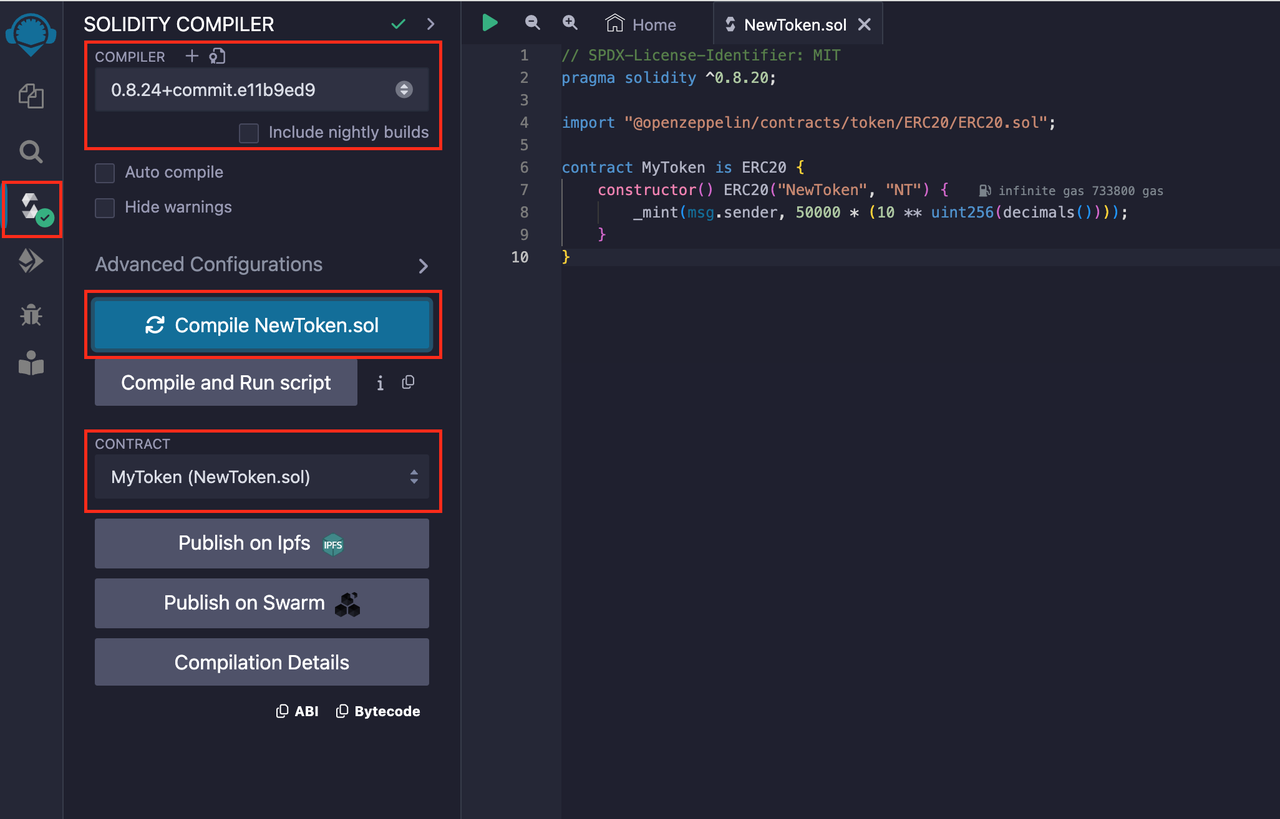 SOLIDITY COMPILER
COMPILER
0.8.24+commit.e11b9ed9
Include nightly builds
Auto compile
Hide warnings
Advanced Configurations
Compile NewToken.sol
Compile and Run script
i
CONTRACT
MyToken (NewToken.sol)
Publish on Ipfs IPFS
Publish on Swarm
Compilation Details
ABI Bytecode
Home NewToken.sol
1 // SPDX-License-Identifier: MIT
2 pragma solidity ^0.8.20;
3
4 import "@openzeppelin/contracts/token/ERC20/ERC20.sol";
5
6 contract MyToken is ERC20 {
7 constructor() ERC20("NewToken", "NT") { infinite gas 733800 gas
8 _mint(msg.sender, 50000 * (10 ** uint256(decimals())));
9 }
10 }